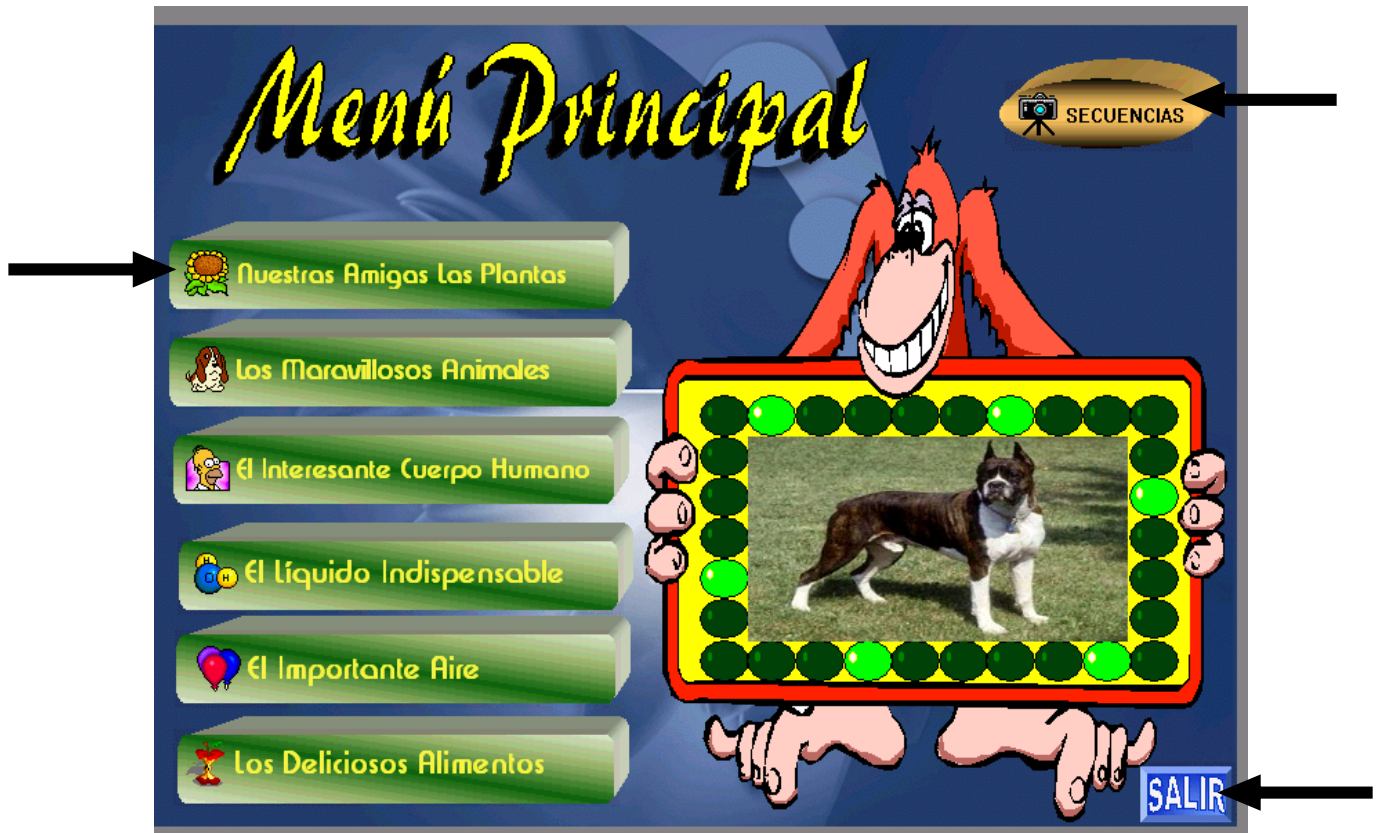 Menú Principal
SECUENCIAS
Nuestras Amigas Las Plantas
Los Maravillosos Animales
El Interesante Cuerpo Humano
El Líquido Indispensable
El Importante Aire
Los Deliciosos Alimentos
SALIR